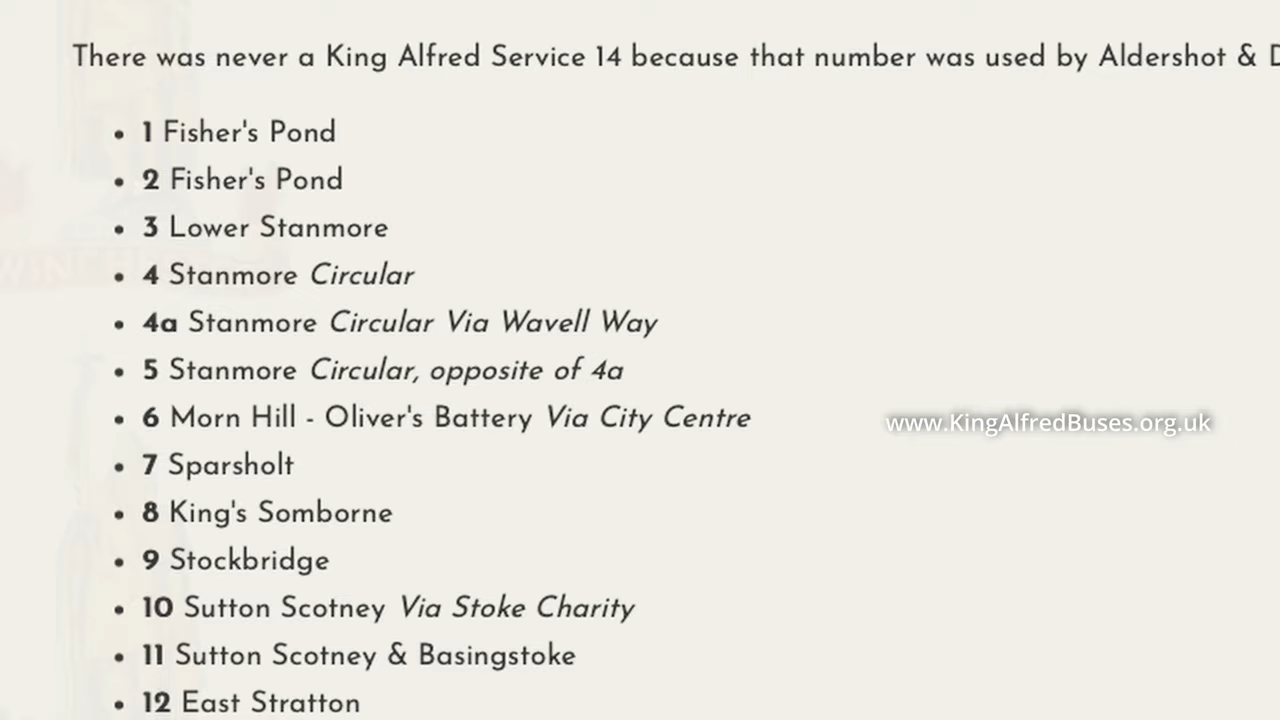 There was never a King Alfred Service 14 because that number was used by Aldershot &
1 Fisher's Pond
2 Fisher's Pond
3 Lower Stanmore
4 Stanmore Circular
4a Stanmore Circular Via Wavell Way
5 Stanmore Circular, opposite of 4a
6 Morn Hill - Oliver's Battery Via City Centre
www.KingAlfredBuses.org.uk
7 Sparsholt
8 King's Somborne
9 Stockbridge
10 Sutton Scotney Via Stoke Charity
11 Sutton Scotney & Basingstoke
12 East Stratton